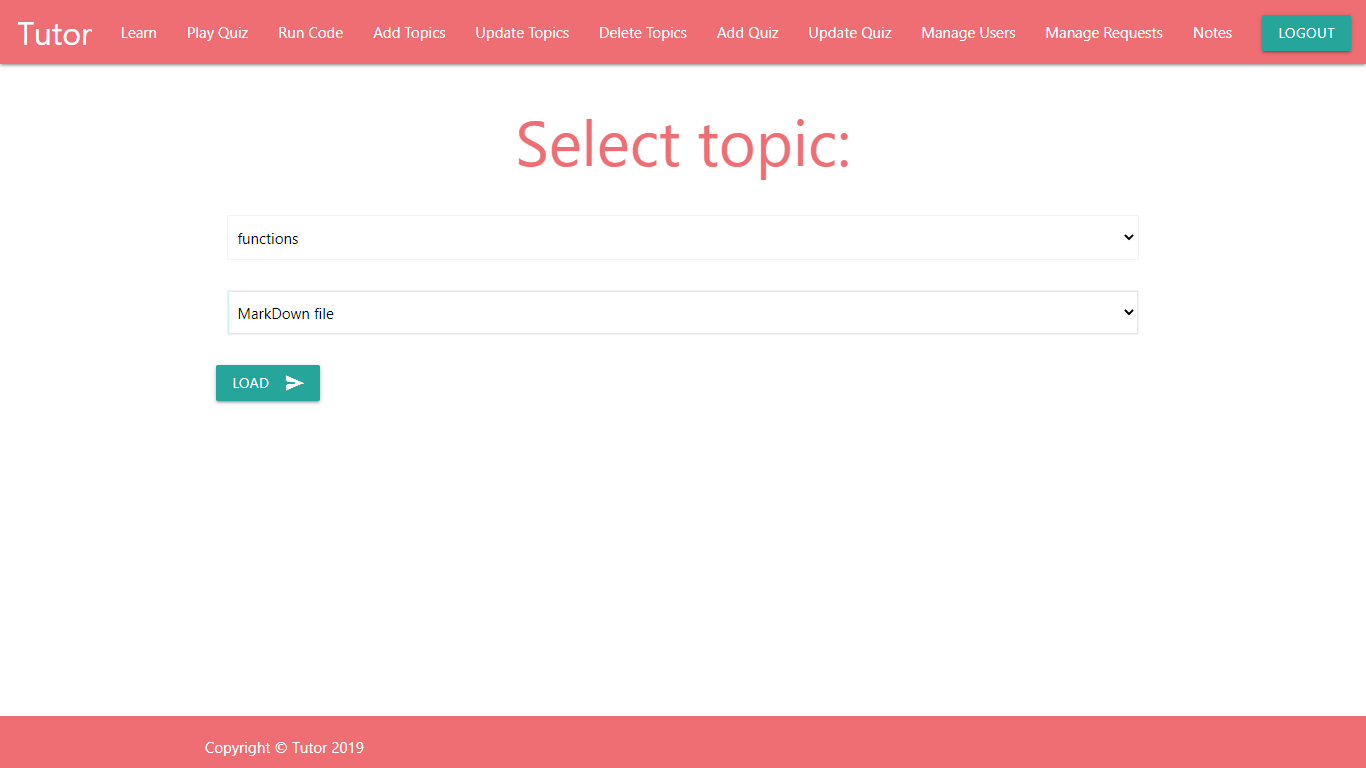 Tutor Learn Play Quiz Run Code Add Topics Update Topics Delete Topics Add Quiz Update Quiz Manage Users Manage Requests Notes LOGOUT
Select topic:
functions
MarkDown file
LOAD
Copyright © Tutor 2019